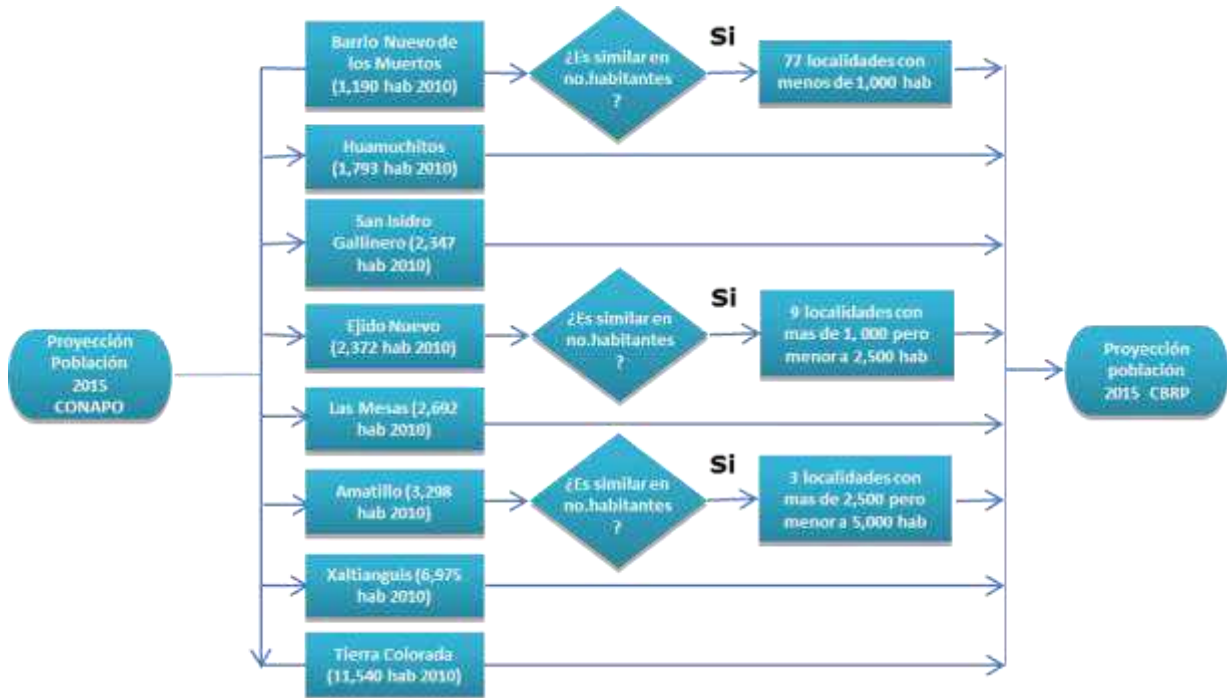 Proyección
Población
2015
CONAPO
Barrio Nuevo de
los Muertos
(1,190 hab 2010)
¿Es similar en
no.habitantes
?
Si
77 localidades con
menos de 1,000 hab
Huamuchitos
(1,793 hab 2010)
San Isidro
Gallinero (2,347
hab 2010)
Ejido Nuevo
(2,372 hab 2010)
¿Es similar en
no.habitantes
?
Si
9 localidades con
mas de 1, 000 pero
menor a 2,500 hab
Las Mesas (2,692
hab 2010)
Amatillo (3,298
hab 2010)
¿Es similar en
no.habitantes
?
Si
3 localidades con
mas de 2,500 pero
menor a 5,000 hab
Xaltianguis (6,975
hab 2010)
Tierra Colorada
(11,540 hab 2010)
Proyección
población
2015 CBRP